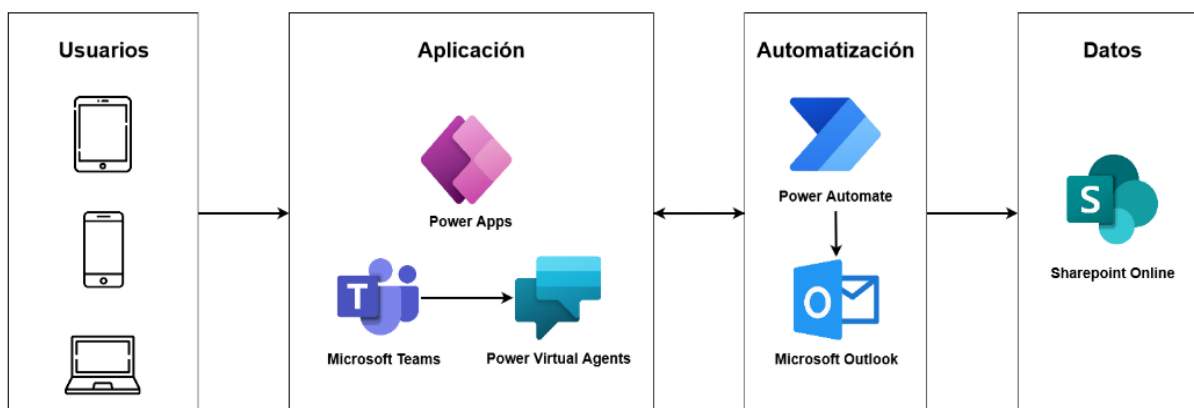 Usuarios
Aplicación
Automatización
Datos
Power Apps
Power Automate
S
Sharepoint Online
T
Microsoft Teams
Power Virtual Agents
O
Microsoft Outlook